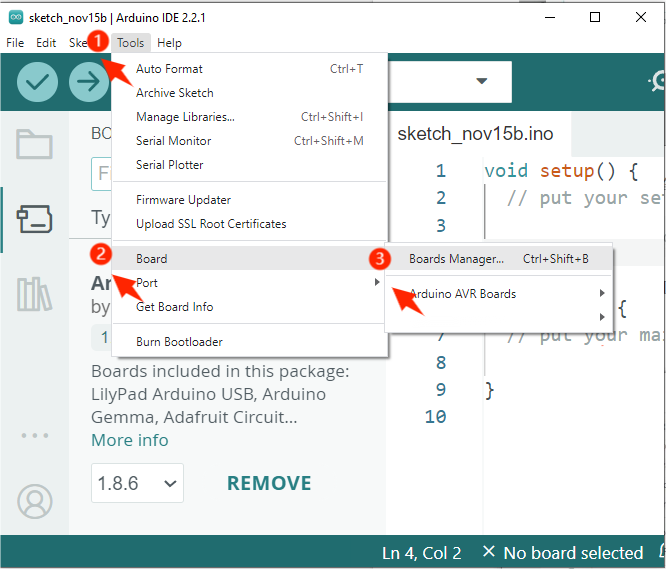 sketch_nov15b | Arduino IDE 2.2.1
File Edit Sk Tools Help
1
Auto Format Ctrl+T
Archive Sketch
Manage Libraries... Ctrl+Shift+I
Serial Monitor Ctrl+Shift+M
Serial Plotter
Firmware Updater
Upload SSL Root Certificates
2 Board
Port
Get Board Info
Burn Bootloader
3 Boards Manager... Ctrl+Shift+B
Arduino AVR Boards
BO
Ty
by
1
Boards included in this package:
LilyPad Arduino USB, Arduino
Gemma, Adafruit Circuit...
More info
1.8.6 REMOVE
sketch_nov15b.ino
1 void setup() {
2 // put your se
3
{
7 // put your mai
8
9 }
10
Ln 4, Col 2 × No board selected